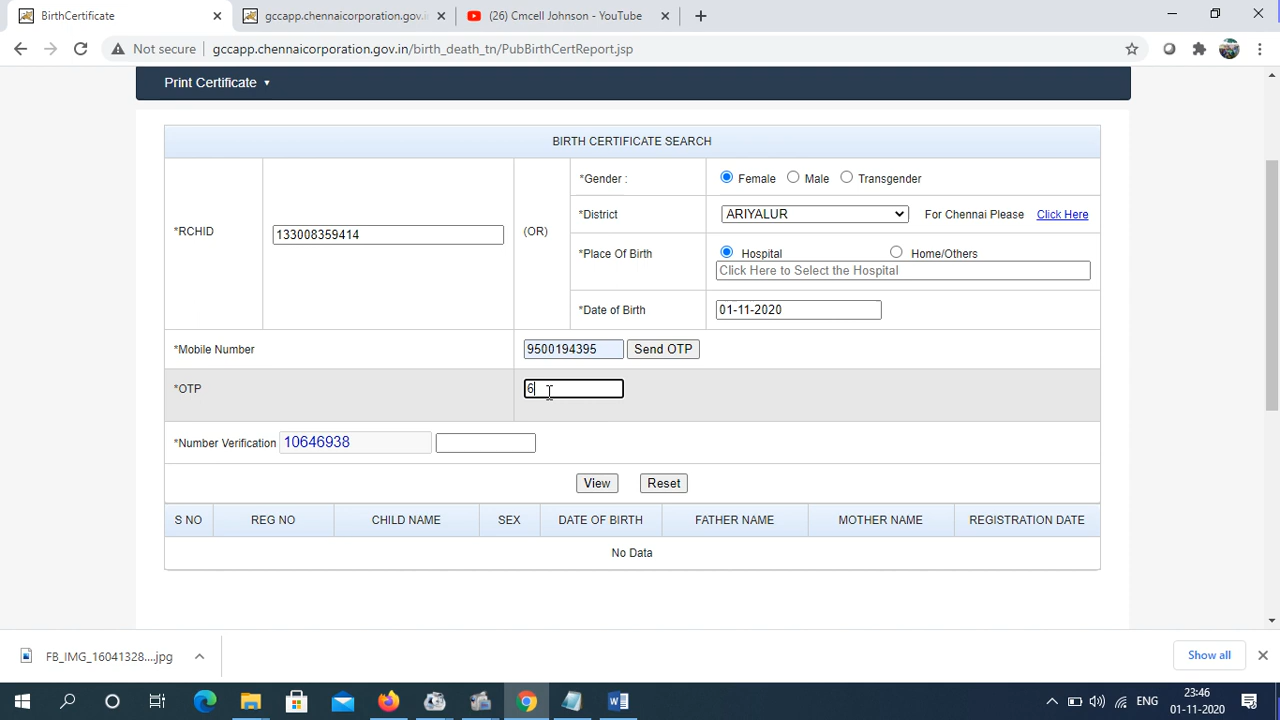 BirthCertificate
gccapp.chennaicorporation.gov.in
(26) Cmcell Johnson - YouTube
Not secure
gccapp.chennaicorporation.gov.in/birth_death_tn/PubBirthCertReport.jsp
Print Certificate
BIRTH CERTIFICATE SEARCH
*RCHID
133008359414
(OR)
*Gender :
Female
Male
Transgender
*District
ARIYALUR
For Chennai Please
Click Here
*Place Of Birth
Hospital
Home/Others
Click Here to Select the Hospital
*Date of Birth
01-11-2020
*Mobile Number
9500194395
Send OTP
*OTP
6
*Number Verification
10646938
View
Reset
S NO
REG NO
CHILD NAME
SEX
DATE OF BIRTH
FATHER NAME
MOTHER NAME
REGISTRATION DATE
No Data
FB_IMG_16041328....jpg
Show all
ENG
23:46
01-11-2020